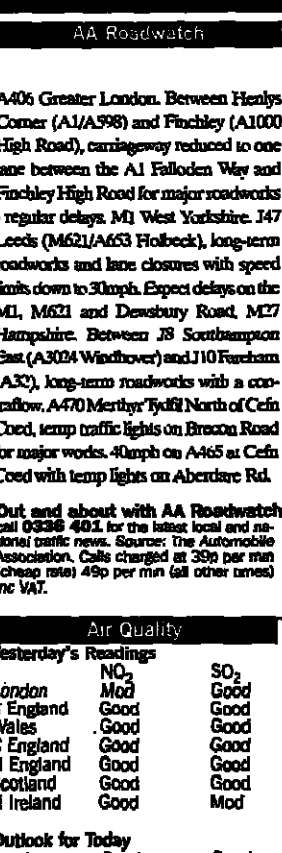 AA Roadwatch
A406 Greater London. Between Henlys
Corner (A1/A598) and Finchley (A1000
High Road), carriageway reduced to one
lane between the A1 Falloden Way and
Finchley High Road for major roadworks
- regular delays. M1 West Yorkshire. J47
Leeds (M621/A653 Holbeck), long-term
roadworks and lane closures with speed
limits down to 30mph. Expect delays on the
M1, M621 and Dewsbury Road, M27
Hampshire. Between J8 Southampton
East (A3024 Windhover) and J10 Fareham
(A32), long-term roadworks with a con-
traflow. A470 Merthyr Tydfil North of Cefn
Coed, temp traffic lights on Brecon Road
for major works. 40mph on A465 at Cefn
Coed with temp lights on Aberdare Rd.
Out and about with AA Roadwatch
call 0336 401 for the latest local and na-
tional traffic news. Source: The Automobile
Association. Calls charged at 39p per min
(cheap rate) 49p per min (all other times)
inc VAT.
Air Quality
Yesterday's Readings
NO2 SO2
London Mod Good
England Good Good
Wales Good Good
England Good Good
England Good Good
Scotland Good Good
Ireland Good Mod
Outlook for Today